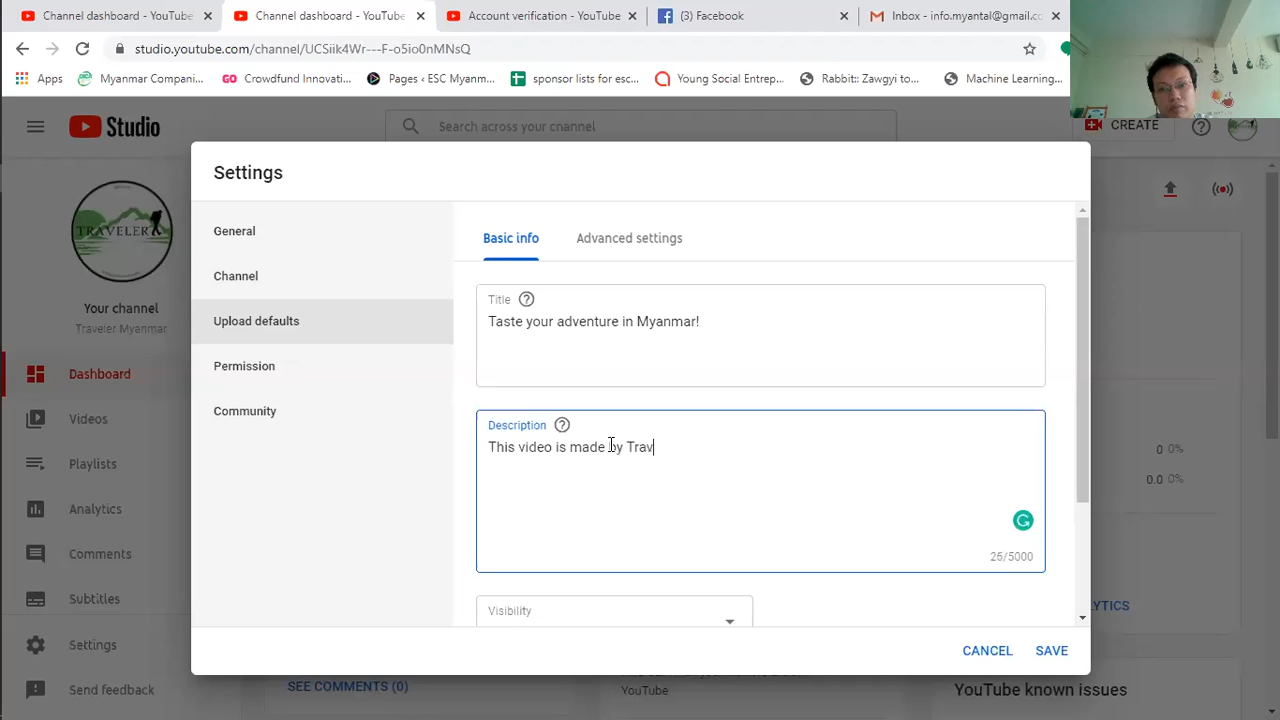 Channel dashboard - YouTube
Channel dashboard - YouTube
Account verification - YouTube
(3) Facebook
Inbox - info.myantal@gmail.co
studio.youtube.com/channel/UCSiik4Wr---F-o5io0nMNsQ
Apps
Myanmar Compani...
GO Crowdfund Innovati...
Pages ‹ ESC Myanm...
sponsor lists for esc...
Young Social Entrep...
Rabbit:: Zawgyi to...
Machine Learning...
Studio
Search across your channel
CREATE
TRAVELER
Your channel
Traveler Myanmar
Dashboard
Videos
Playlists
Analytics
Comments
Subtitles
Settings
Send feedback
Settings
General
Channel
Upload defaults
Permission
Community
Basic info
Advanced settings
Title
Taste your adventure in Myanmar!
Description
This video is made by Trav
26/5000
Visibility
CANCEL
SAVE
0 0%
0.0 0%
LYTICS
SEE COMMENTS (0)
YouTube
YouTube known issues